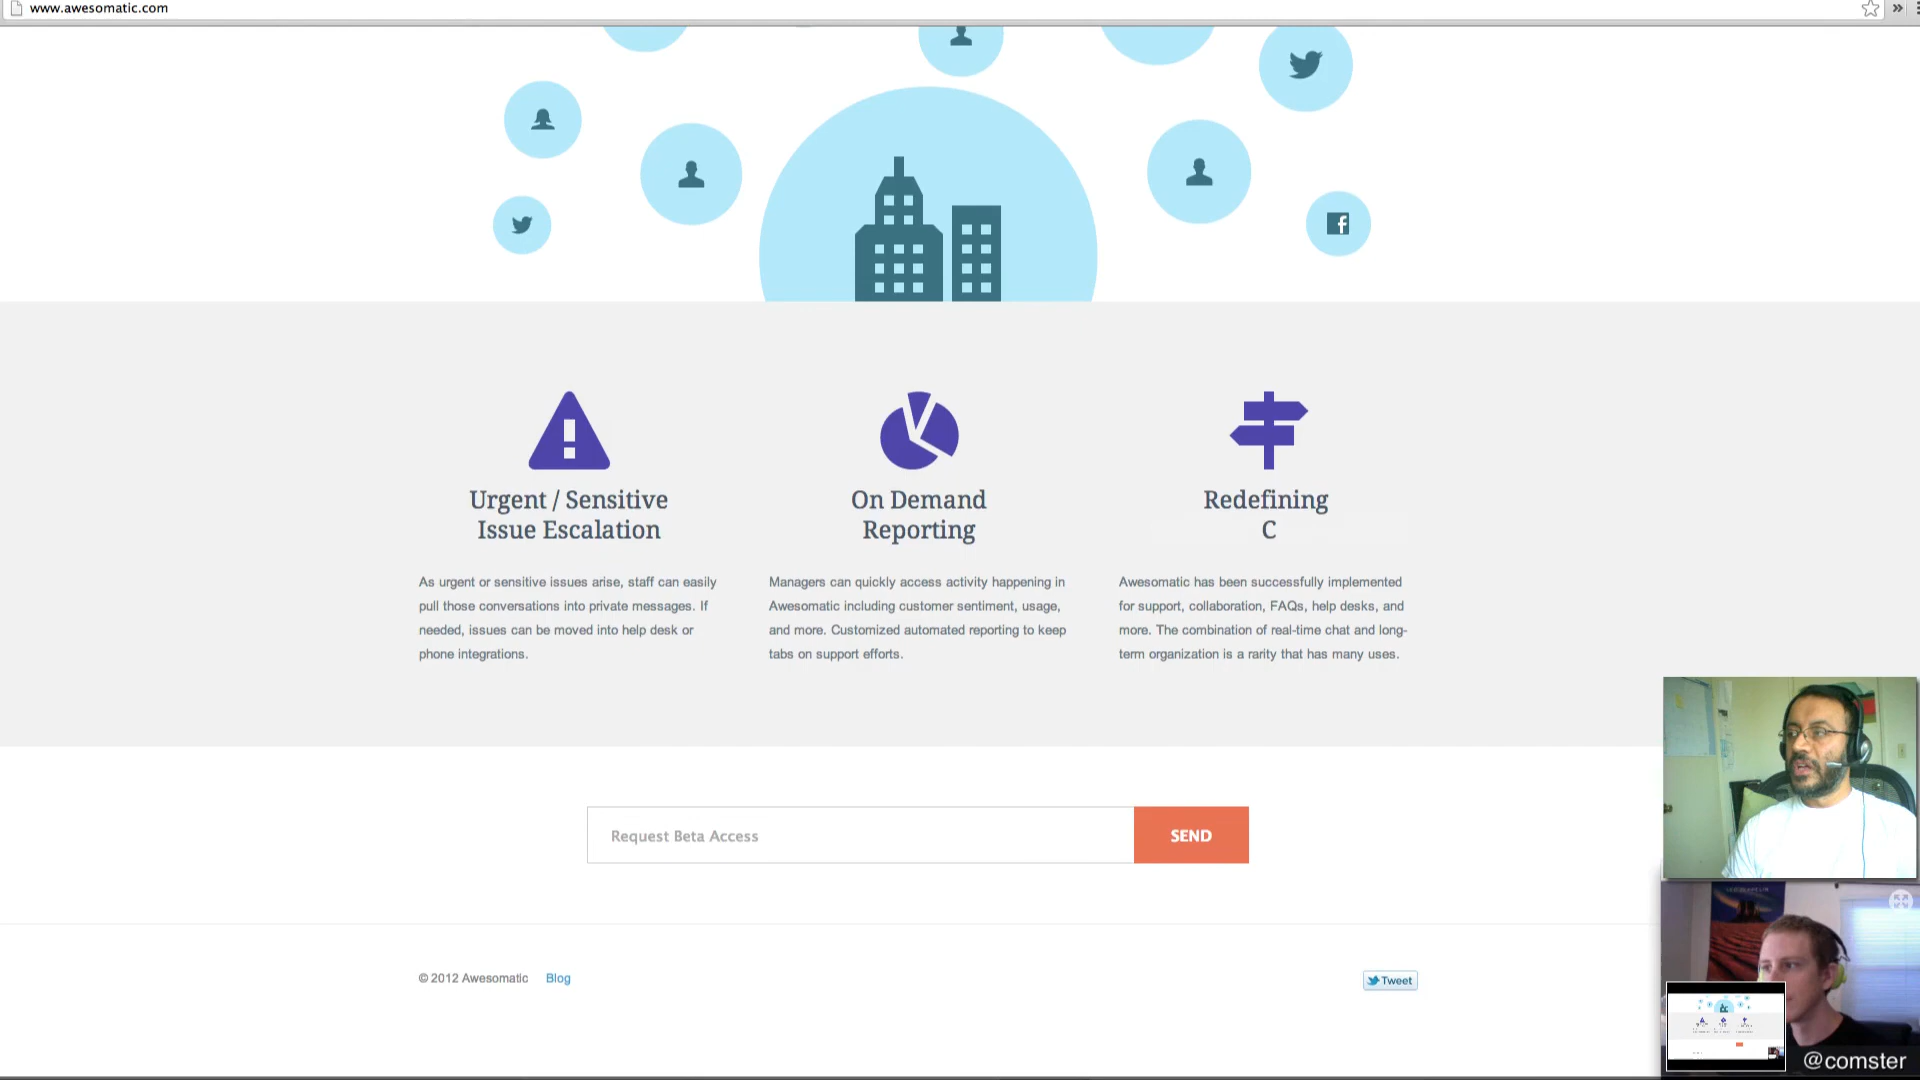 www.awesomatic.com
Urgent / Sensitive
Issue Escalation
As urgent or sensitive issues arise, staff can easily
pull those conversations into private messages. If
needed, issues can be moved into help desk or
phone integrations.
On Demand
Reporting
Managers can quickly access activity happening in
Awesomatic including customer sentiment, usage,
and more. Customized automated reporting to keep
tabs on support efforts.
Redefining
C
Awesomatic has been successfully implemented
for support, collaboration, FAQs, help desks, and
more. The combination of real-time chat and long-
term organization is a rarity that has many uses.
Request Beta Access
SEND
© 2012 Awesomatic Blog
Tweet
@comster